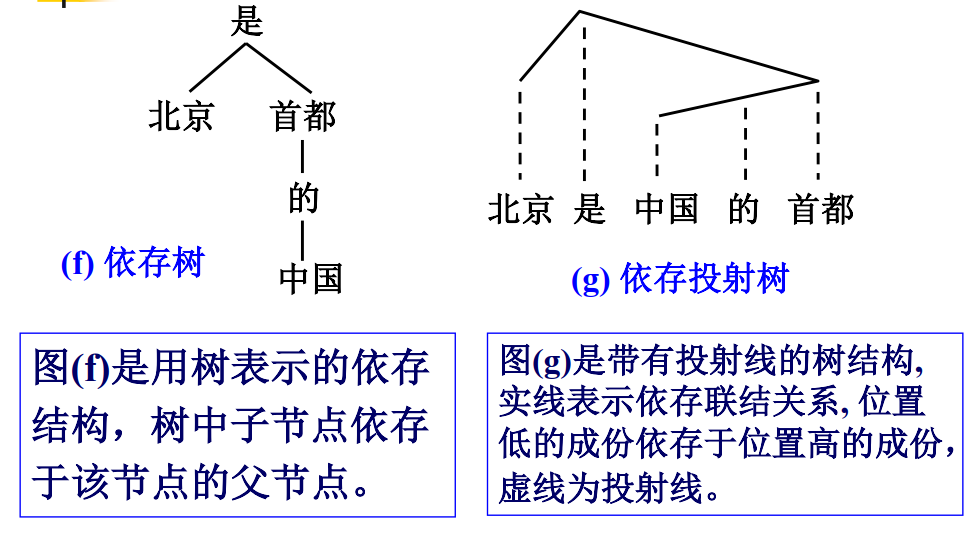 是
北京 首都
的
中国
(f) 依存树
北京 是 中国 的 首都
(g) 依存投射树
图(f)是用树表示的依存
结构，树中子节点依存
于该节点的父节点。
图(g)是带有投射线的树结构,
实线表示依存联结关系, 位置
低的成份依存于位置高的成份，
虚线为投射线。